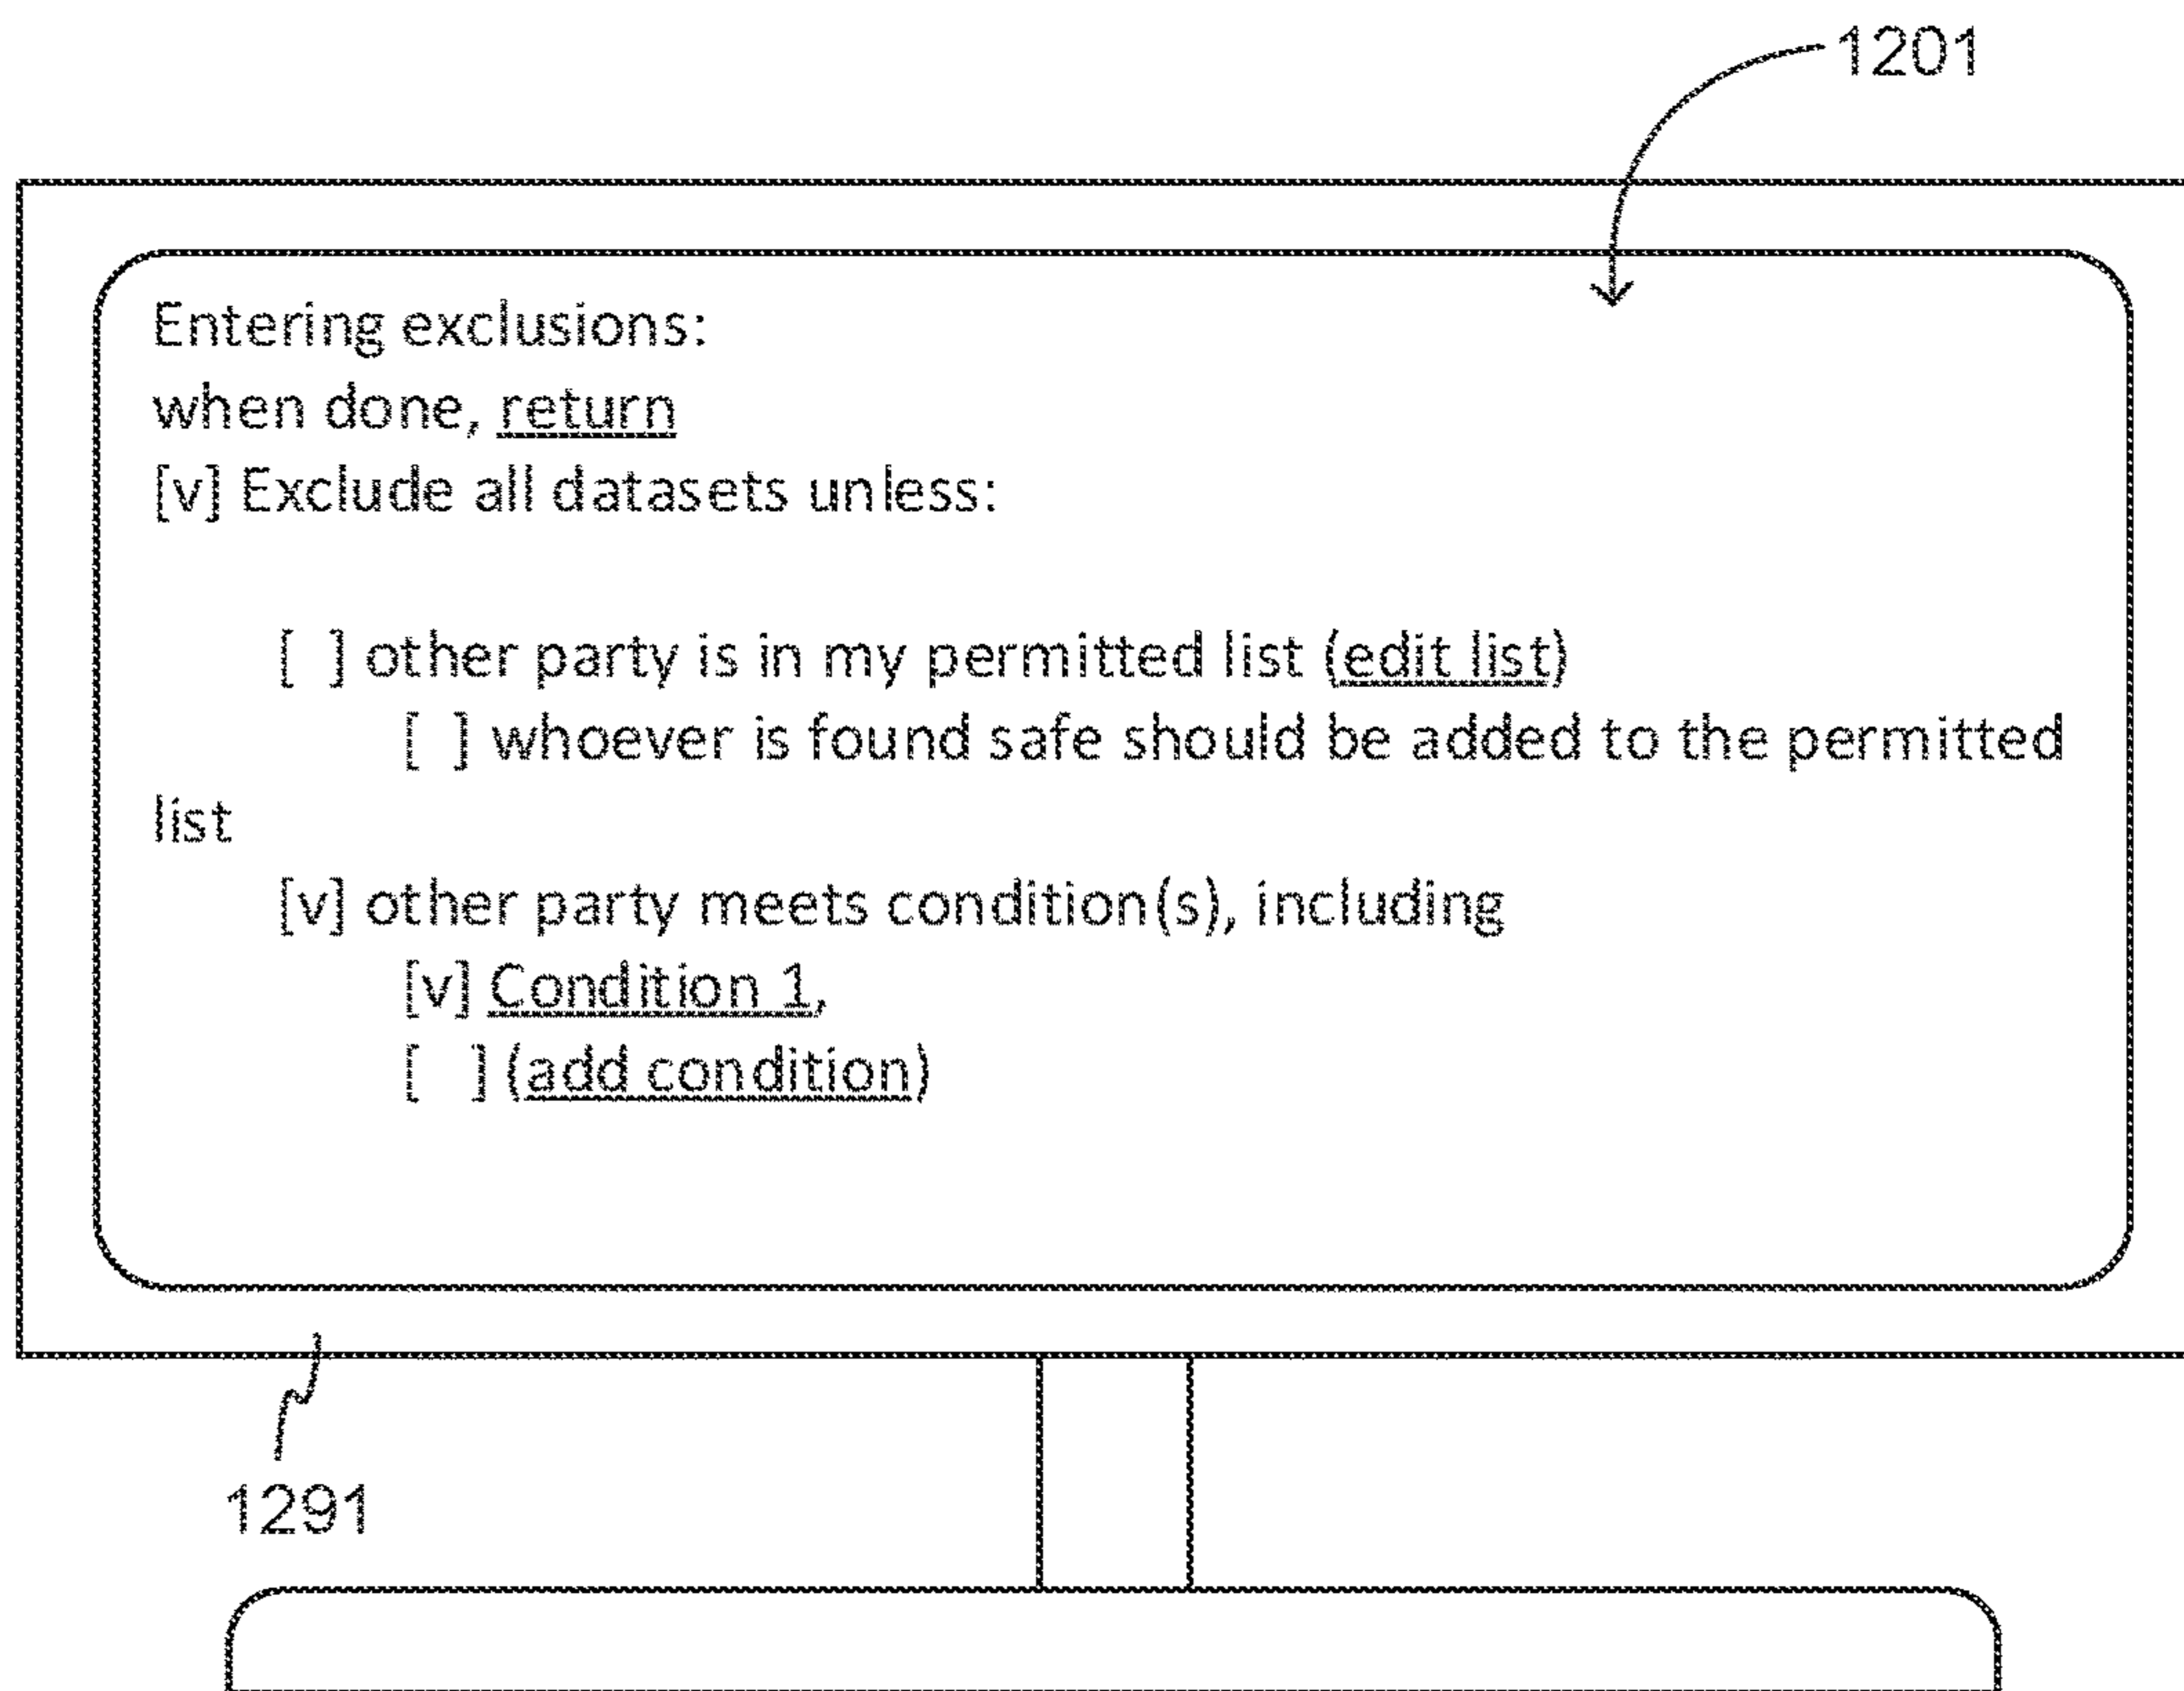 1201
Entering exclusions:
when done, return
[v] Exclude all datasets unless:
[ ] other party is in my permitted list (edit list)
[ ] whoever is found safe should be added to the permitted
list
[v] other party meets condition(s), including
[v] Condition 1,
[ ] (add condition)
1291